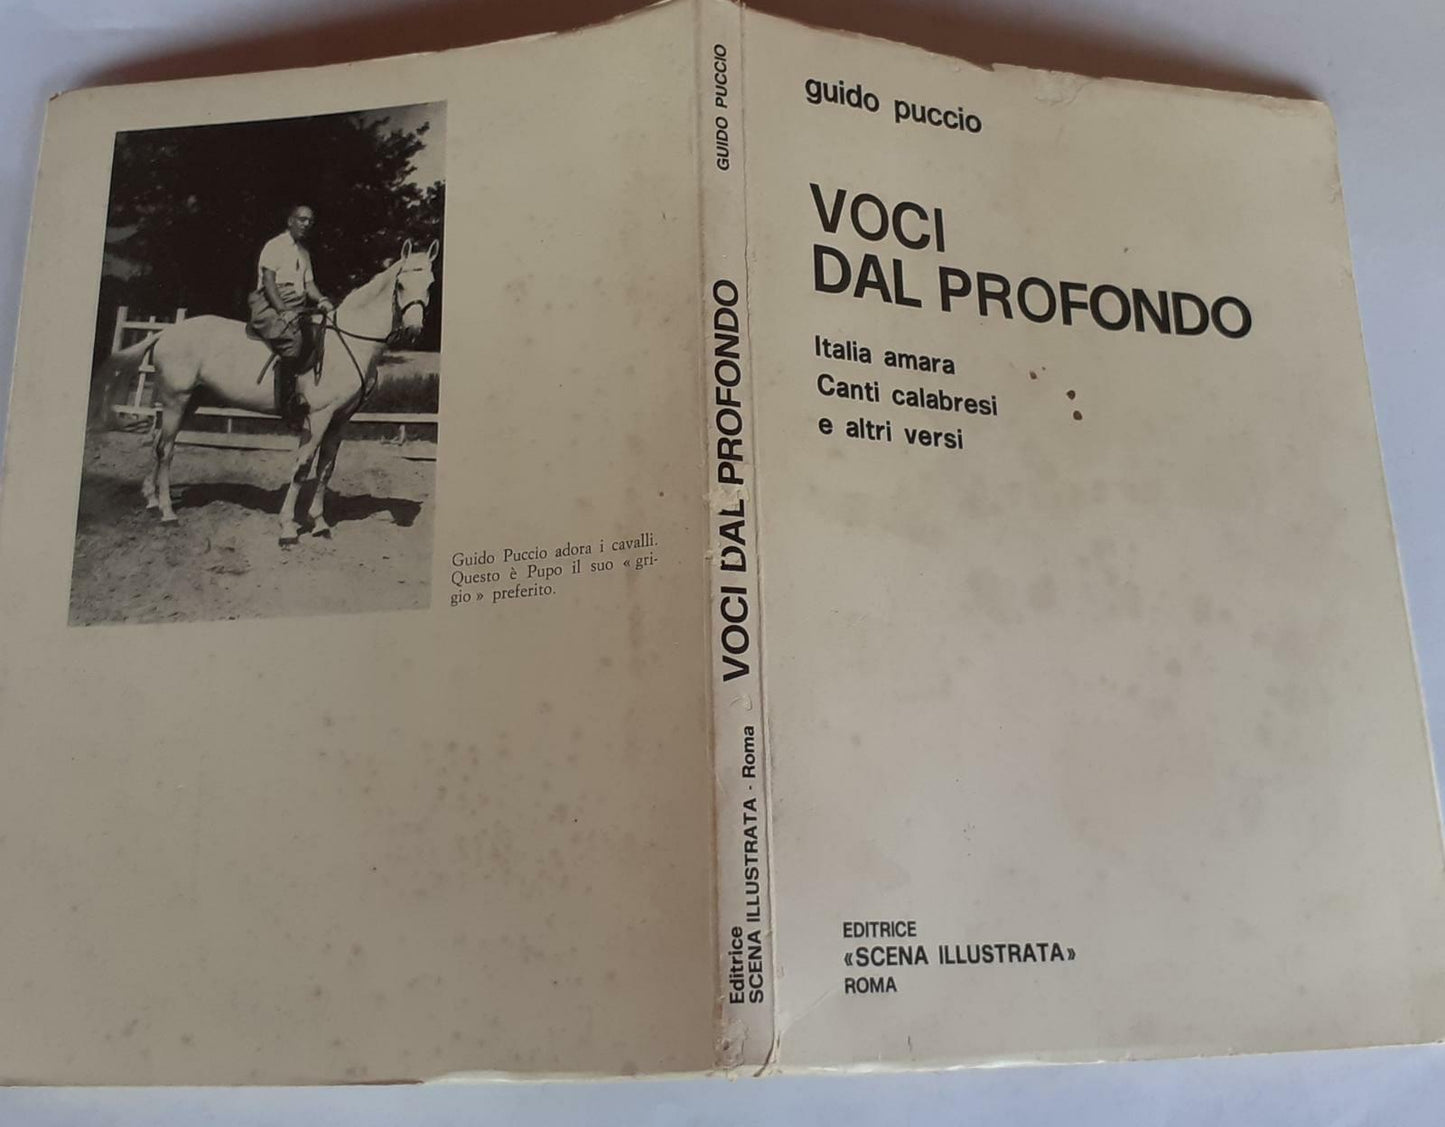 Guido Puccio adora i cavalli.
Questo è Pupo il suo « gri-
gio » preferito.
GUIDO PUCCIO
VOCI DAL PROFONDO
Editrice
SCENA ILLUSTRATA - Roma
guido puccio
VOCI
DAL PROFONDO
Italia amara
Canti calabresi
e altri versi
EDITRICE
«SCENA ILLUSTRATA»
ROMA